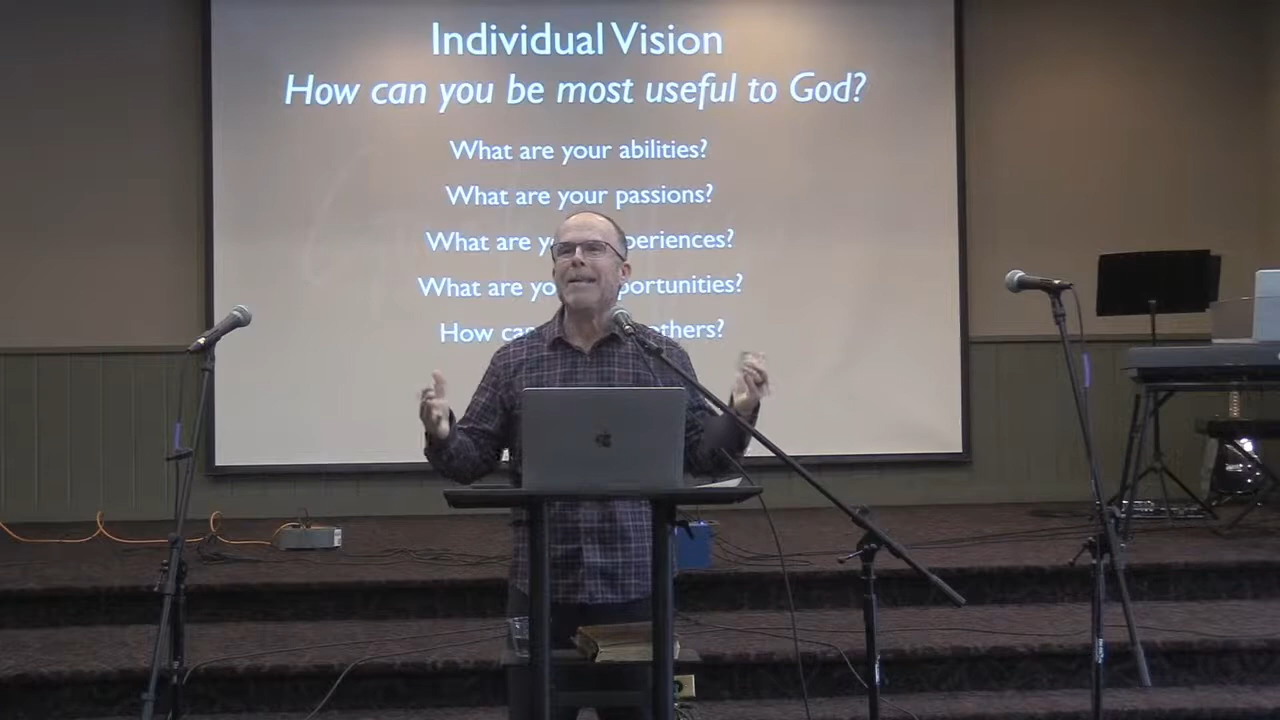 Individual Vision
How can you be most useful to God?
What are your abilities?
What are your passions?
What are
What are
How can others?